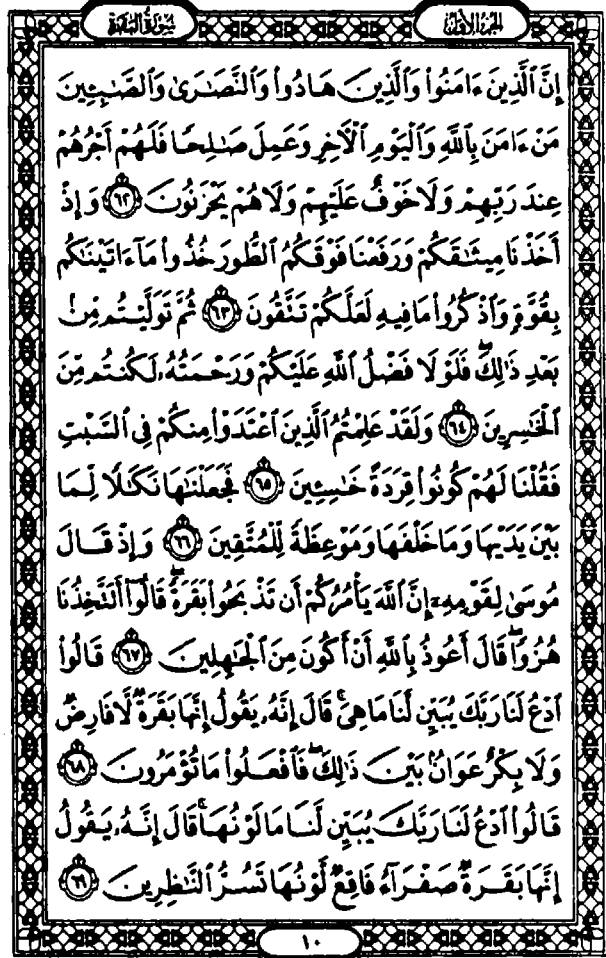 الجزء الأول سورة البقرة
إِنَّ ٱلَّذِينَ ءَامَنُوا۟ وَٱلَّذِينَ هَادُوا۟ وَٱلنَّصَـٰرَىٰ وَٱلصَّـٰبِـِٔينَ
مَنْ ءَامَنَ بِٱللَّهِ وَٱلْيَوْمِ ٱلْـَٔاخِرِ وَعَمِلَ صَـٰلِحًا فَلَهُمْ أَجْرُهُمْ
عِندَ رَبِّهِمْ وَلَا خَوْفٌ عَلَيْهِمْ وَلَا هُمْ يَحْزَنُونَ ٦٢ وَإِذْ
أَخَذْنَا مِيثَـٰقَكُمْ وَرَفَعْنَا فَوْقَكُمُ ٱلطُّورَ خُذُوا۟ مَآ ءَاتَيْنَـٰكُم
بِقُوَّةٍ وَٱذْكُرُوا۟ مَا فِيهِ لَعَلَّكُمْ تَتَّقُونَ ٦٣ ثُمَّ تَوَلَّيْتُم مِّنۢ
بَعْدِ ذَٰلِكَ ۖ فَلَوْلَا فَضْلُ ٱللَّهِ عَلَيْكُمْ وَرَحْمَتُهُۥ لَكُنتُم مِّنَ
ٱلْخَـٰسِرِينَ ٦٤ وَلَقَدْ عَلِمْتُمُ ٱلَّذِينَ ٱعْتَدَوْا۟ مِنكُمْ فِى ٱلسَّبْتِ
فَقُلْنَا لَهُمْ كُونُوا۟ قِرَدَةً خَـٰسِـِٔينَ ٦٥ فَجَعَلْنَـٰهَا نَكَـٰلًا لِّمَا
بَيْنَ يَدَيْهَا وَمَا خَلْفَهَا وَمَوْعِظَةً لِّلْمُتَّقِينَ ٦٦ وَإِذْ قَالَ
مُوسَىٰ لِقَوْمِهِۦٓ إِنَّ ٱللَّهَ يَأْمُرُكُمْ أَن تَذْبَحُوا۟ بَقَرَةً ۖ قَالُوٓا۟ أَتَتَّخِذُنَا
هُزُوًا ۖ قَالَ أَعُوذُ بِٱللَّهِ أَنْ أَكُونَ مِنَ ٱلْجَـٰهِلِينَ ٦٧ قَالُوا۟
ٱدْعُ لَنَا رَبَّكَ يُبَيِّن لَّنَا مَا هِىَ ۚ قَالَ إِنَّهُۥ يَقُولُ إِنَّهَا بَقَرَةٌ لَّا فَارِضٌ
وَلَا بِكْرٌ عَوَانٌۢ بَيْنَ ذَٰلِكَ ۖ فَٱفْعَلُوا۟ مَا تُؤْمَرُونَ ٦٨
قَالُوا۟ ٱدْعُ لَنَا رَبَّكَ يُبَيِّن لَّنَا مَا لَوْنُهَا ۚ قَالَ إِنَّهُۥ يَقُولُ
إِنَّهَا بَقَرَةٌ صَفْرَآءُ فَاقِعٌ لَّوْنُهَا تَسُرُّ ٱلنَّـٰظِرِينَ ٦٩
١٠